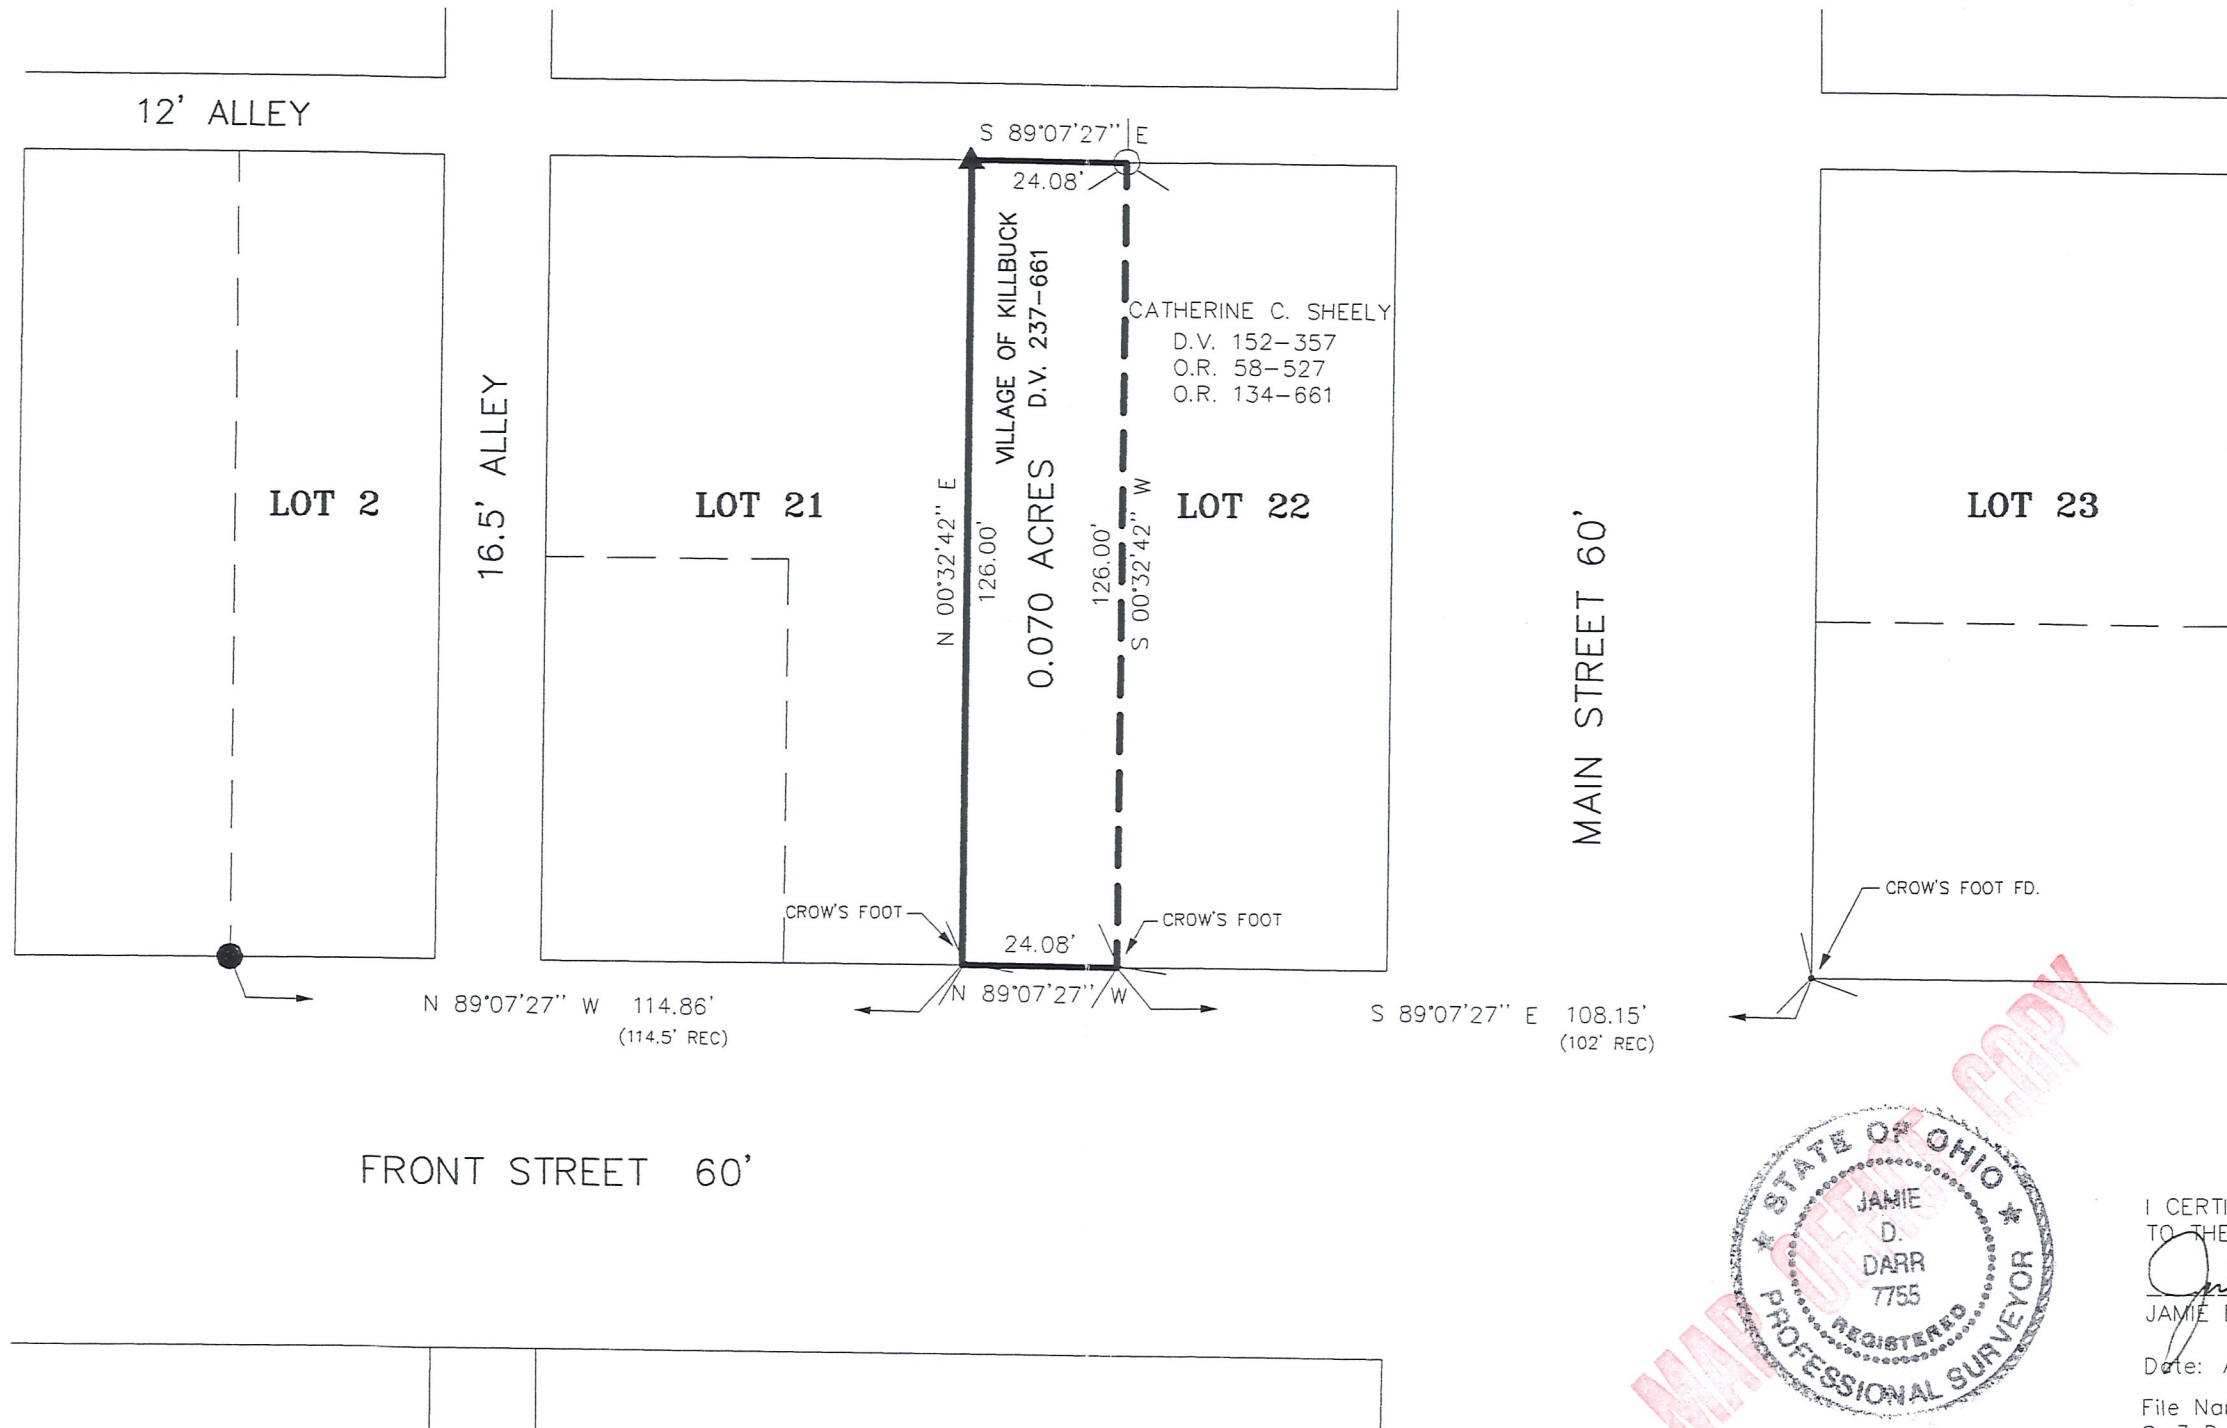 12' ALLEY
S 89°07'27" E
24.08'
VILLAGE OF KILLBUCK
D.V. 237-661
0.070 ACRES
CATHERINE C. SHEELY
D.V. 152-357
O.R. 58-527
O.R. 134-661
16.5' ALLEY
N 00°32'42" E
126.00'
126.00'
S 00°32'42" W
LOT 2
LOT 21
LOT 22
LOT 23
MAIN STREET 60'
CROW'S FOOT
CROW'S FOOT
CROW'S FOOT FD.
24.08'
N 89°07'27" W
N 89°07'27" W 114.86'
(114.5' REC)
S 89°07'27" E 108.15'
(102' REC)
FRONT STREET 60'
MAP OFFICE COPY
STATE OF OHIO
JAMIE
D.
DARR
7755
REGISTERED
PROFESSIONAL SURVEYOR
I CERTI
TO THE
JAMIE
Date:
File Nar